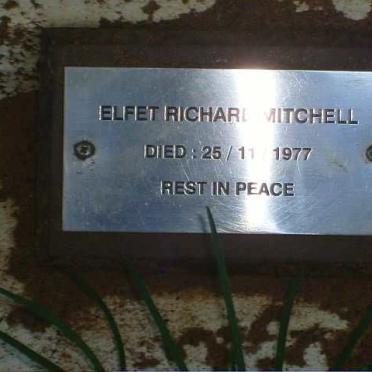 ELFET RICHARD MITCHELL
DIED : 25 / 11 / 1977
REST IN PEACE